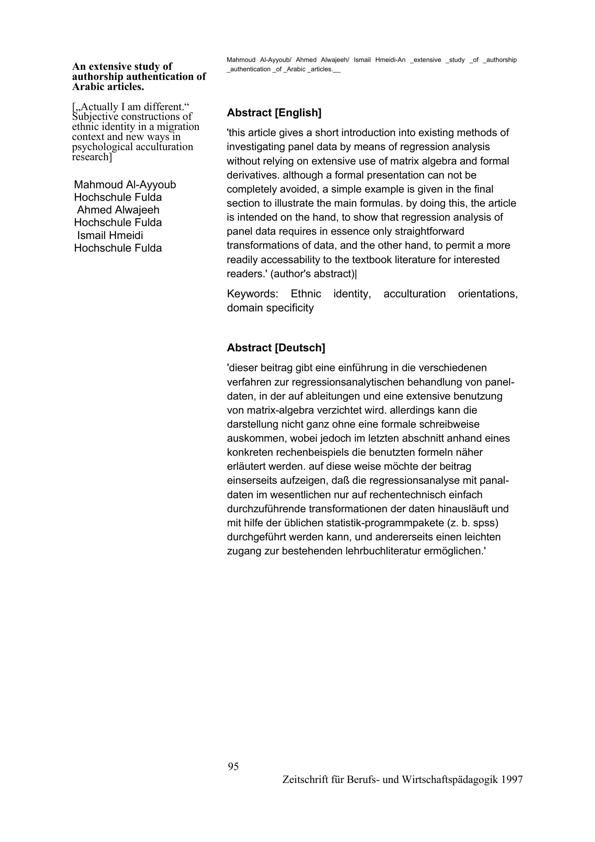 Mahmoud Al-Ayyoub/ Ahmed Alwajeeh/ Ismail Hmeidi-An _extensive _study _of _authorship
_authentication _of _Arabic _articles.__
An extensive study of
authorship authentication of
Arabic articles.
[„Actually I am different.“
Subjective constructions of
ethnic identity in a migration
context and new ways in
psychological acculturation
research]
Mahmoud Al-Ayyoub
Hochschule Fulda
Ahmed Alwajeeh
Hochschule Fulda
Ismail Hmeidi
Hochschule Fulda
Abstract [English]
'this article gives a short introduction into existing methods of
investigating panel data by means of regression analysis
without relying on extensive use of matrix algebra and formal
derivatives. although a formal presentation can not be
completely avoided, a simple example is given in the final
section to illustrate the main formulas. by doing this, the article
is intended on the hand, to show that regression analysis of
panel data requires in essence only straightforward
transformations of data, and the other hand, to permit a more
readily accessability to the textbook literature for interested
readers.' (author's abstract)|
Keywords: Ethnic identity, acculturation orientations,
domain specificity
Abstract [Deutsch]
'dieser beitrag gibt eine einführung in die verschiedenen
verfahren zur regressionsanalytischen behandlung von panel-
daten, in der auf ableitungen und eine extensive benutzung
von matrix-algebra verzichtet wird. allerdings kann die
darstellung nicht ganz ohne eine formale schreibweise
auskommen, wobei jedoch im letzten abschnitt anhand eines
konkreten rechenbeispiels die benutzten formeln näher
erläutert werden. auf diese weise möchte der beitrag
einserseits aufzeigen, daß die regressionsanalyse mit panal-
daten im wesentlichen nur auf rechentechnisch einfach
durchzuführende transformationen der daten hinausläuft und
mit hilfe der üblichen statistik-programmpakete (z. b. spss)
durchgeführt werden kann, und andererseits einen leichten
zugang zur bestehenden lehrbuchliteratur ermöglichen.'
95
Zeitschrift für Berufs- und Wirtschaftspädagogik 1997